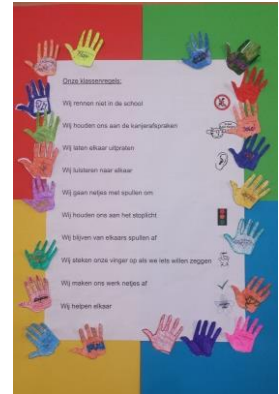 Onze klassenregels:
Wij rennen niet in de school
Wij houden ons aan de kanjerafspraken
Wij laten elkaar uitpraten
Wij luisteren naar elkaar
Wij gaan netjes met spullen om
Wij houden ons aan het stoplicht
Wij blijven van elkaars spullen af
Wij steken onze vinger op als we iets willen zeggen
Wij maken ons werk netjes af
Wij helpen elkaar